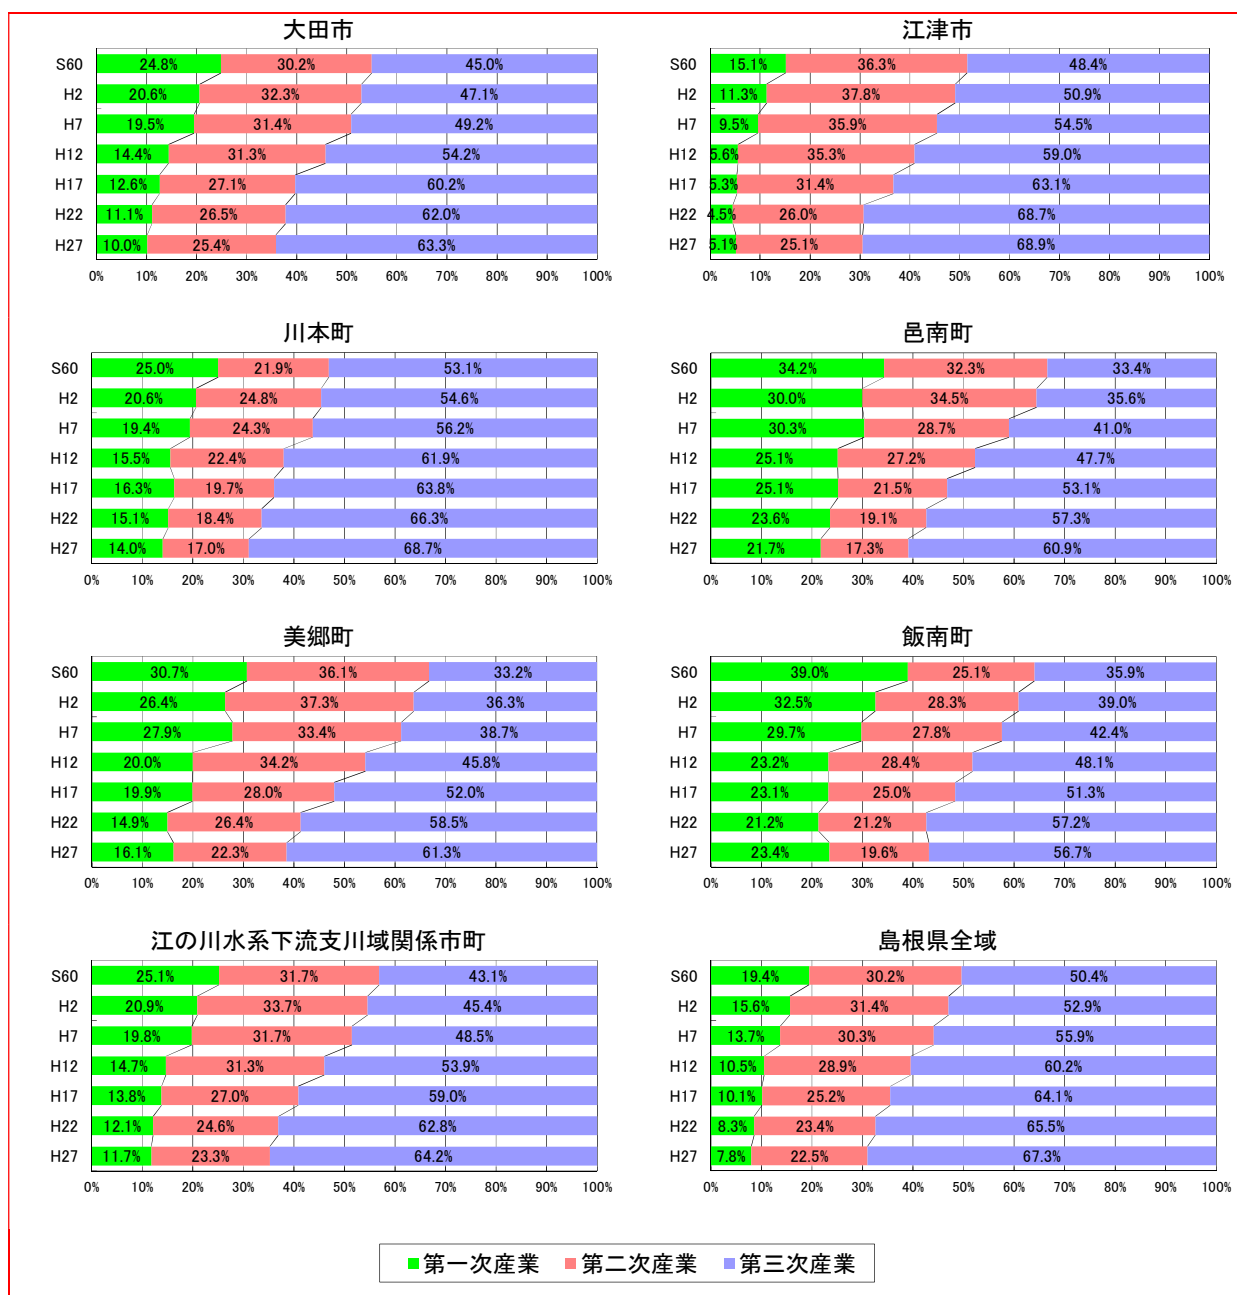 大田市
S60 24.8% 30.2% 45.0%
H2 20.6% 32.3% 47.1%
H7 19.5% 31.4% 49.2%
H12 14.4% 31.3% 54.2%
H17 12.6% 27.1% 60.2%
H22 11.1% 26.5% 62.0%
H27 10.0% 25.4% 63.3%
0% 10% 20% 30% 40% 50% 60% 70% 80% 90% 100%
江津市
S60 15.1% 36.3% 48.4%
H2 11.3% 37.8% 50.9%
H7 9.5% 35.9% 54.5%
H12 5.6% 35.3% 59.0%
H17 5.3% 31.4% 63.1%
H22 4.5% 26.0% 68.7%
H27 5.1% 25.1% 68.9%
0% 10% 20% 30% 40% 50% 60% 70% 80% 90% 100%
川本町
S60 25.0% 21.9% 53.1%
H2 20.6% 24.8% 54.6%
H7 19.4% 24.3% 56.2%
H12 15.5% 22.4% 61.9%
H17 16.3% 19.7% 63.8%
H22 15.1% 18.4% 66.3%
H27 14.0% 17.0% 68.7%
0% 10% 20% 30% 40% 50% 60% 70% 80% 90% 100%
邑南町
S60 34.2% 32.3% 33.4%
H2 30.0% 34.5% 35.6%
H7 30.3% 28.7% 41.0%
H12 25.1% 27.2% 47.7%
H17 25.1% 21.5% 53.1%
H22 23.6% 19.1% 57.3%
H27 21.7% 17.3% 60.9%
0% 10% 20% 30% 40% 50% 60% 70% 80% 90% 100%
美郷町
S60 30.7% 36.1% 33.2%
H2 26.4% 37.3% 36.3%
H7 27.9% 33.4% 38.7%
H12 20.0% 34.2% 45.8%
H17 19.9% 28.0% 52.0%
H22 14.9% 26.4% 58.5%
H27 16.1% 22.3% 61.3%
0% 10% 20% 30% 40% 50% 60% 70% 80% 90% 100%
飯南町
S60 39.0% 25.1% 35.9%
H2 32.5% 28.3% 39.0%
H7 29.7% 27.8% 42.4%
H12 23.2% 28.4% 48.1%
H17 23.1% 25.0% 51.3%
H22 21.2% 21.2% 57.2%
H27 23.4% 19.6% 56.7%
0% 10% 20% 30% 40% 50% 60% 70% 80% 90% 100%
江の川水系下流支川域関係市町
S60 25.1% 31.7% 43.1%
H2 20.9% 33.7% 45.4%
H7 19.8% 31.7% 48.5%
H12 14.7% 31.3% 53.9%
H17 13.8% 27.0% 59.0%
H22 12.1% 24.6% 62.8%
H27 11.7% 23.3% 64.2%
0% 10% 20% 30% 40% 50% 60% 70% 80% 90% 100%
島根県全域
S60 19.4% 30.2% 50.4%
H2 15.6% 31.4% 52.9%
H7 13.7% 30.3% 55.9%
H12 10.5% 28.9% 60.2%
H17 10.1% 25.2% 64.1%
H22 8.3% 23.4% 65.5%
H27 7.8% 22.5% 67.3%
0% 10% 20% 30% 40% 50% 60% 70% 80% 90% 100%
第一次産業 第二次産業 第三次産業